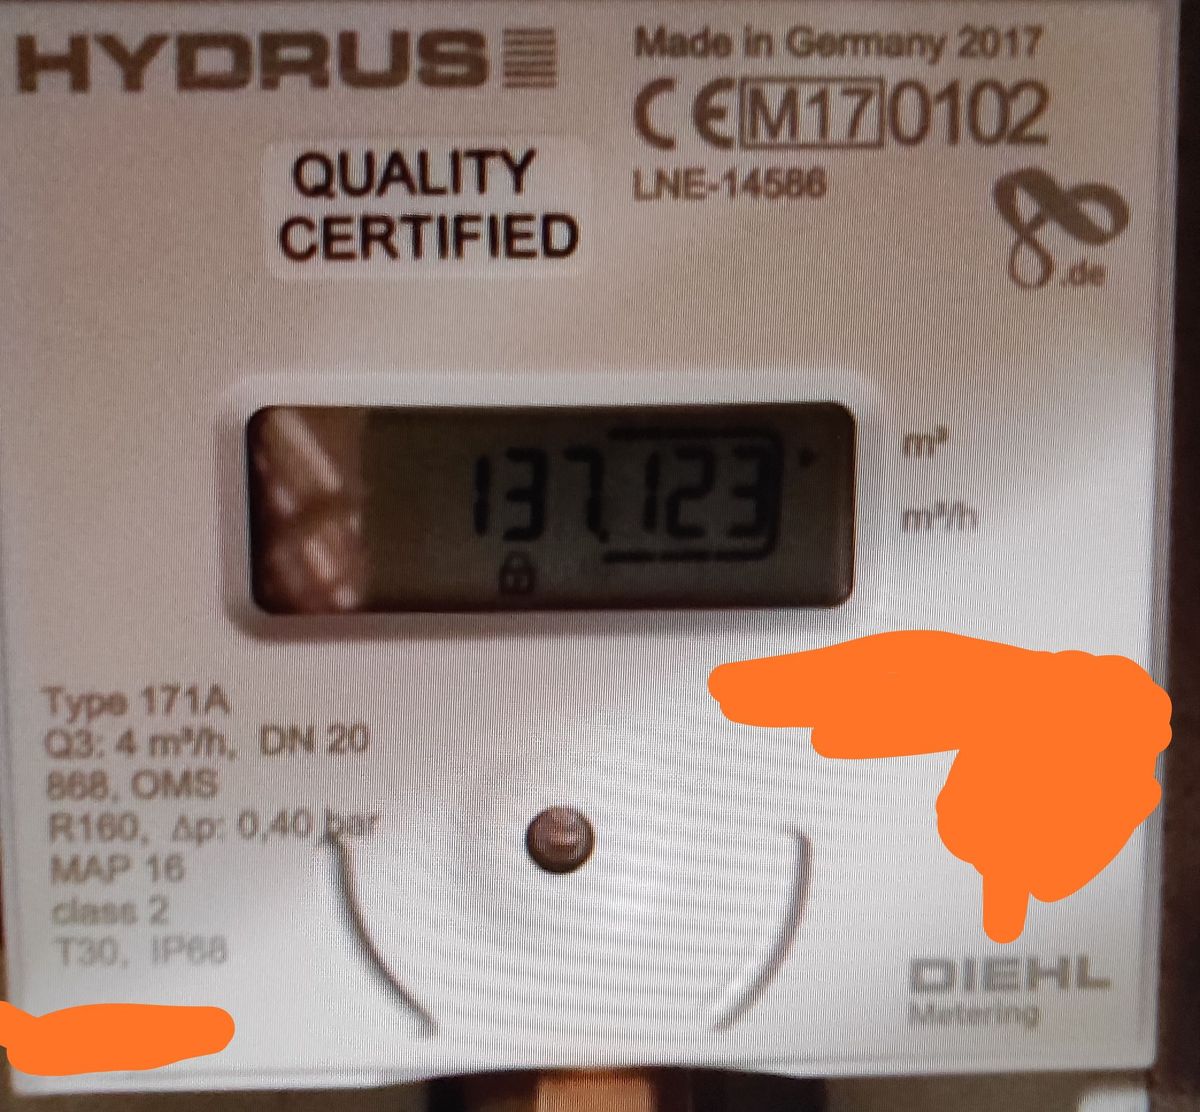 HYDRUS
Made in Germany 2017
CE M17 0102
LNE-14586
QUALITY
CERTIFIED
.de
137,123
m³
m³/h
Type 171A
Q3: 4 m³/h, DN 20
868, OMS
R160, Δp: 0,40 bar
MAP 16
class 2
T30, IP68
DIEHL
Metering